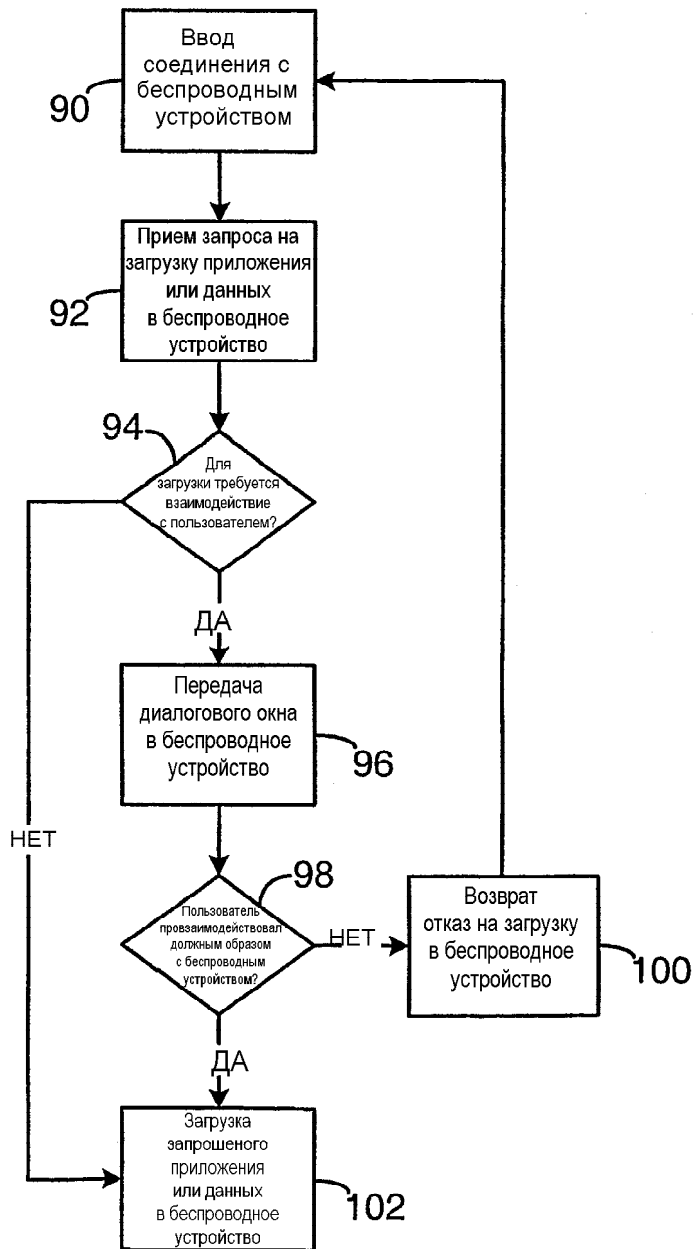 Ввод
соединения с
беспроводным
устройством
90
Прием запроса на
загрузку приложения
или данных
в беспроводное
устройство
92
94
Для
загрузки требуется
взаимодействие
с пользователем?
ДА
Передача
диалогового окна
в беспроводное
устройство
96
НЕТ
98
Пользователь
провзаимодействовал
должным образом
с беспроводным
устройством?
НЕТ
Возврат
отказ на загрузку
в беспроводное
устройство
100
ДА
Загрузка
запрошеного
приложения
или данных
в беспроводное
устройство
102